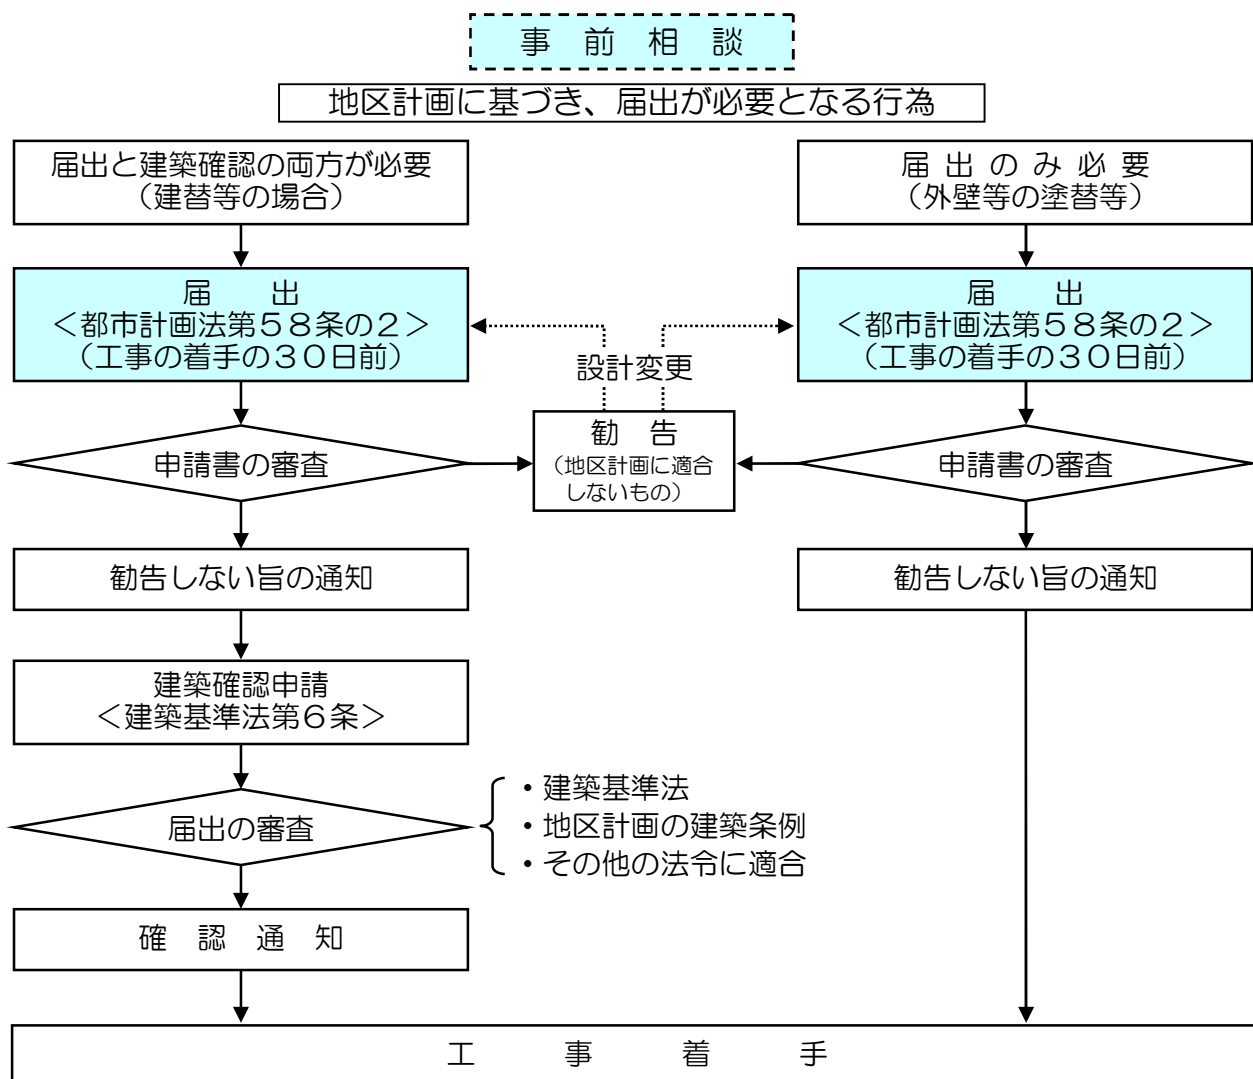 事前相談
地区計画に基づき、届出が必要となる行為
届出と建築確認の両方が必要
(建替等の場合)
届出のみ必要
(外壁等の塗替等)
届出
＜都市計画法第５８条の２＞
(工事の着手の３０日前)
届出
＜都市計画法第５８条の２＞
(工事の着手の３０日前)
設計変更
勧告
(地区計画に適合
しないもの)
申請書の審査
申請書の審査
勧告しない旨の通知
勧告しない旨の通知
建築確認申請
＜建築基準法第６条＞
届出の審査
・建築基準法
・地区計画の建築条例
・その他の法令に適合
確認通知
工事着手